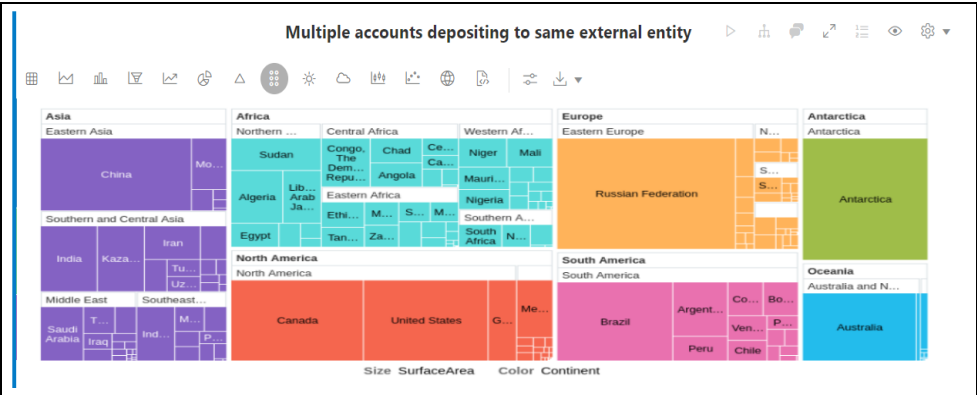 Multiple accounts depositing to same external entity
Asia
Eastern Asia
China
Mo...
Southern and Central Asia
India
Kaza...
Iran
Tu...
Uz...
Middle East
Saudi
Arabia
T...
Iraq
Southeast...
Ind...
M...
P...
Africa
Northern ...
Sudan
Algeria
Lib...
Arab
Ja...
Egypt
Central Africa
Congo,
The
Dem...
Repu...
Chad
Angola
Ce...
Ca...
Eastern Africa
Ethi...
M...
S...
M...
Tan...
Za...
Western Af...
Niger
Mali
Mauri...
Nigeria
Southern A...
South
Africa
N...
North America
North America
Canada
United States
G...
Me...
Europe
Eastern Europe
Russian Federation
N...
S...
S...
South America
South America
Brazil
Argent...
Peru
Co...
Bo...
Ven...
P...
Chile
Antarctica
Antarctica
Antarctica
Oceania
Australia and N...
Australia
Size SurfaceArea Color Continent